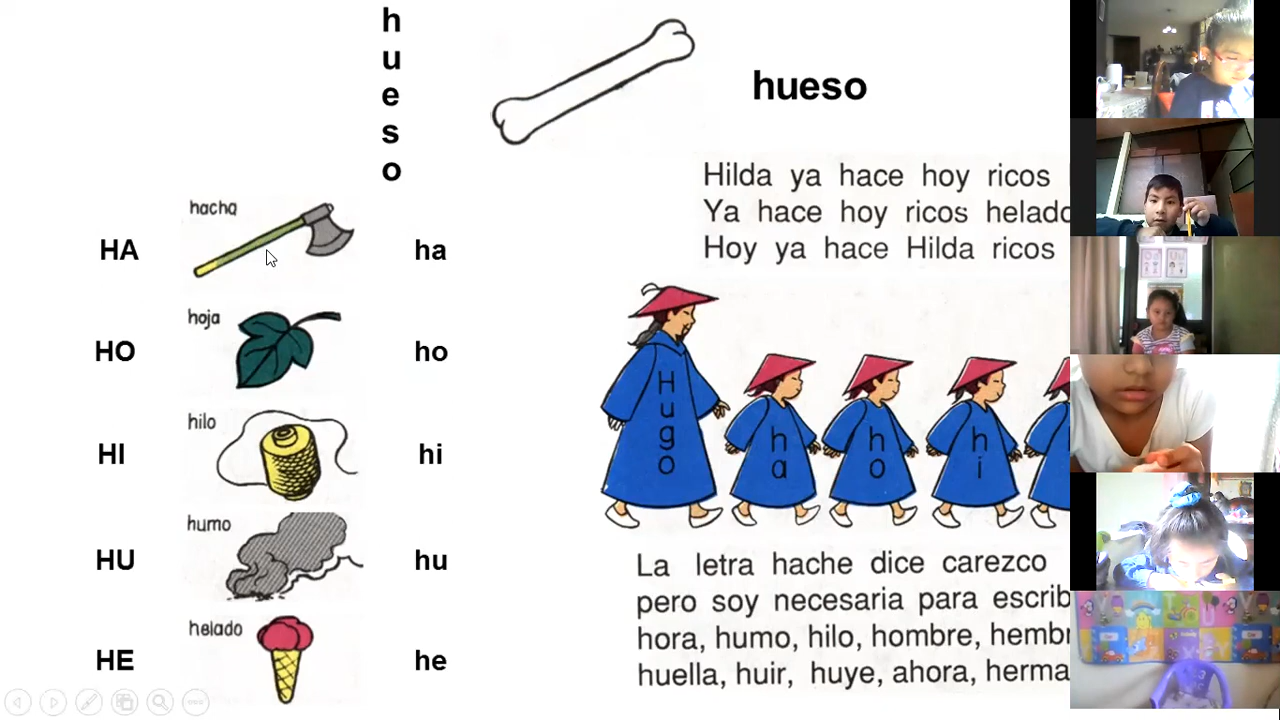 h
u
e
s
o
hueso
Hilda ya hace hoy ricos
Ya hace hoy ricos helado
Hoy ya hace Hilda ricos
HA
hacha
ha
HO
hoja
ho
HI
hilo
hi
HU
humo
hu
HE
helado
he
H
u
g
o
h
a
h
o
h
i
La letra hache dice carezco
pero soy necesaria para escrib
hora, humo, hilo, hombre, hembr
huella, huir, huye, ahora, herma